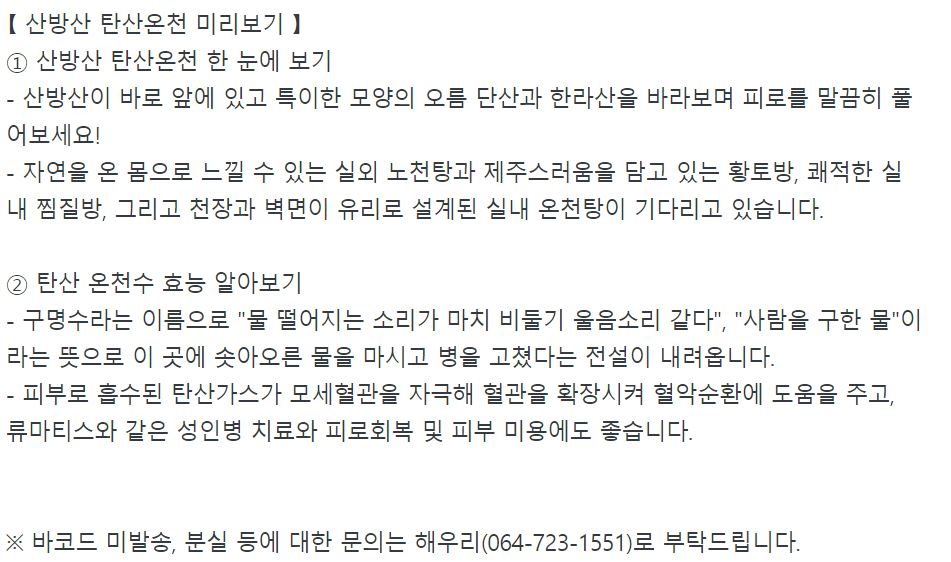 【 산방산 탄산온천 미리보기 】
① 산방산 탄산온천 한 눈에 보기
- 산방산이 바로 앞에 있고 특이한 모양의 오름 단산과 한라산을 바라보며 피로를 말끔히 풀
어보세요!
- 자연을 온 몸으로 느낄 수 있는 실외 노천탕과 제주스러움을 담고 있는 황토방, 쾌적한 실
내 찜질방, 그리고 천장과 벽면이 유리로 설계된 실내 온천탕이 기다리고 있습니다.
② 탄산 온천수 효능 알아보기
- 구명수라는 이름으로 "물 떨어지는 소리가 마치 비둘기 울음소리 같다", "사람을 구한 물"이
라는 뜻으로 이 곳에 솟아오른 물을 마시고 병을 고쳤다는 전설이 내려옵니다.
- 피부로 흡수된 탄산가스가 모세혈관을 자극해 혈관을 확장시켜 혈악순환에 도움을 주고,
류마티스와 같은 성인병 치료와 피로회복 및 피부 미용에도 좋습니다.
※ 바코드 미발송, 분실 등에 대한 문의는 해우리(064-723-1551)로 부탁드립니다.